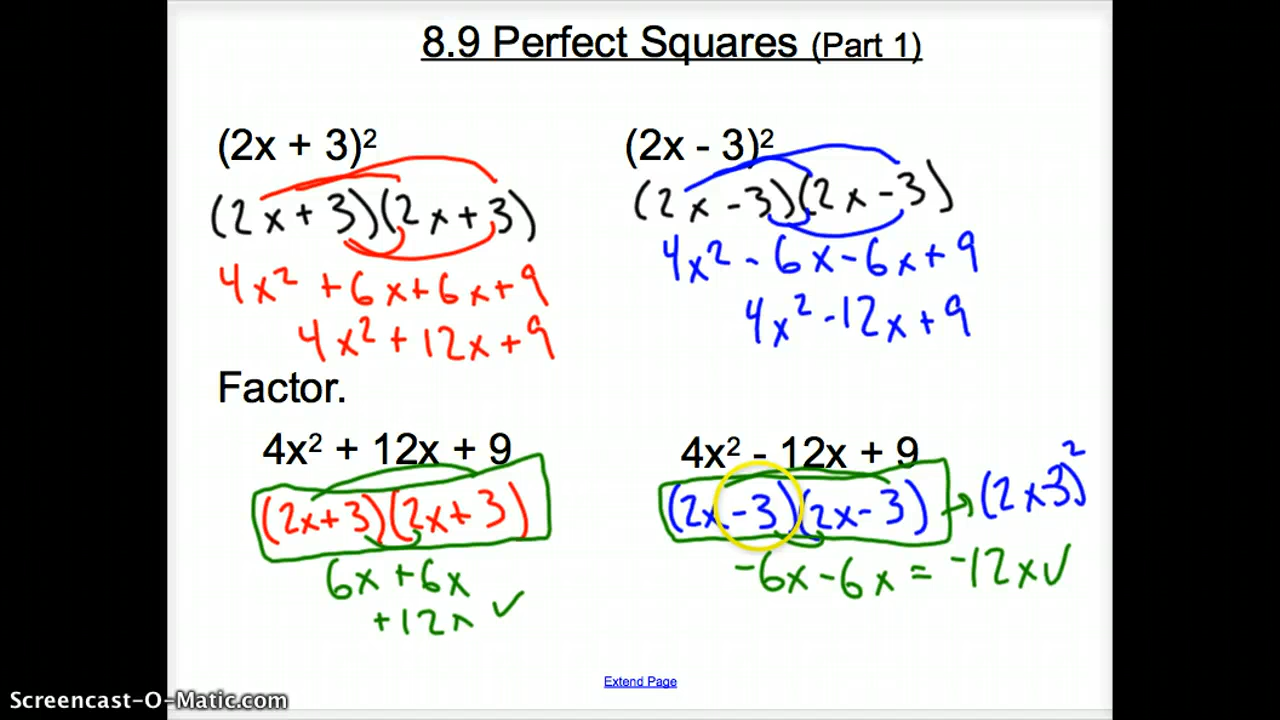 8.9 Perfect Squares (Part 1)
(2x + 3)²
(2x + 3)(2x + 3)
4x² + 6x + 6x + 9
4x² + 12x + 9
(2x - 3)²
(2x - 3)(2x - 3)
4x² - 6x - 6x + 9
4x² - 12x + 9
Factor.
4x² + 12x + 9
(2x + 3)(2x + 3)
6x + 6x
+12x ✓
4x² - 12x + 9
(2x - 3)(2x - 3) → (2x3)²
-6x - 6x = -12x ✓
Extend Page
Screencast-O-Matic.com